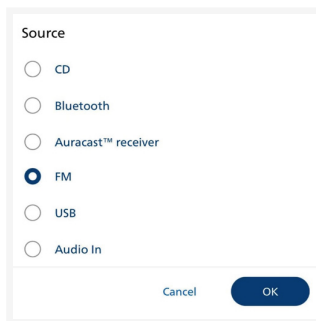 Source
CD
Bluetooth
Auracast™ receiver
FM
USB
Audio In
Cancel OK